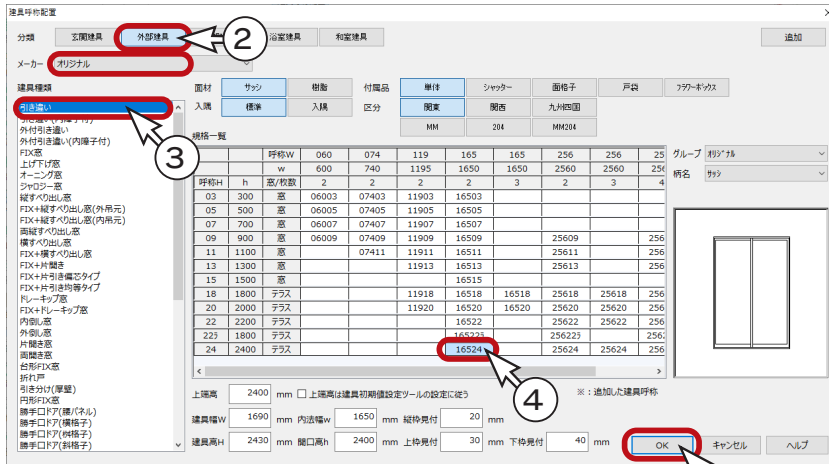 建具呼称配置
分類 玄関建具 外部建具 ② 浴室建具 和室建具 追加
メーカー オリジナル
建具種類 面材 サッシ 樹脂 付属品 単体 シャッター 面格子 戸袋 フラワーボックス
入隅 標準 入隅 区分 関東 関西 九州四国
MM 204 MM204
引き違い
外付引き違い
外付引き違い(内障子付)
FIX窓
上げ下げ窓
オーニング窓
ジャロジー窓
縦すべり出し窓
FIX+縦すべり出し窓(外吊元)
FIX+縦すべり出し窓(内吊元)
両縦すべり出し窓
横すべり出し窓
FIX+横すべり出し窓
FIX+片開き
FIX+片引き偏芯タイプ
FIX+片引き均等タイプ
ドレーキップ窓
FIX+ドレーキップ窓
内倒し窓
外倒し窓
片開き窓
両開き窓
台形FIX窓
折れ戸
引き分け(厚壁)
円形FIX窓
勝手口ドア(腰パネル)
勝手口ドア(横格子)
勝手口ドア(桝格子)
勝手口ドア(斜格子)
③
規格一覧
呼称W 060 074 119 165 165 256 256 25
w 600 740 1195 1650 1650 2560 2560 256
呼称H h 窓/枚数 2 2 2 2 3 2 3 4
03 300 窓 06003 07403 11903 16503
05 500 窓 06005 07405 11905 16505
07 700 窓 06007 07407 11907 16507
09 900 窓 06009 07409 11909 16509 25609 256
11 1100 窓 07411 11911 16511 25611 256
13 1300 窓 11913 16513 25613 256
15 1500 窓 16515
18 1800 テラス 11918 16518 16518 25618 25618 256
20 2000 テラス 11920 16520 16520 25620 25620 256
22 2200 テラス 16522 25622 25622 256
22ﾗ 1800 テラス 16522ﾗ 25622ﾗ 256
24 2400 テラス 16524 25624 25624 256
④
グループ オリジナル
柄名 サッシ
上端高 2400 mm 上端高は建具初期値設定ツールの設定に従う ※：追加した建具呼称
建具幅W 1690 mm 内法幅w 1650 mm 縦枠見付 20 mm
建具高H 2430 mm 開口高h 2400 mm 上枠見付 30 mm 下枠見付 40 mm
OK キャンセル ヘルプ